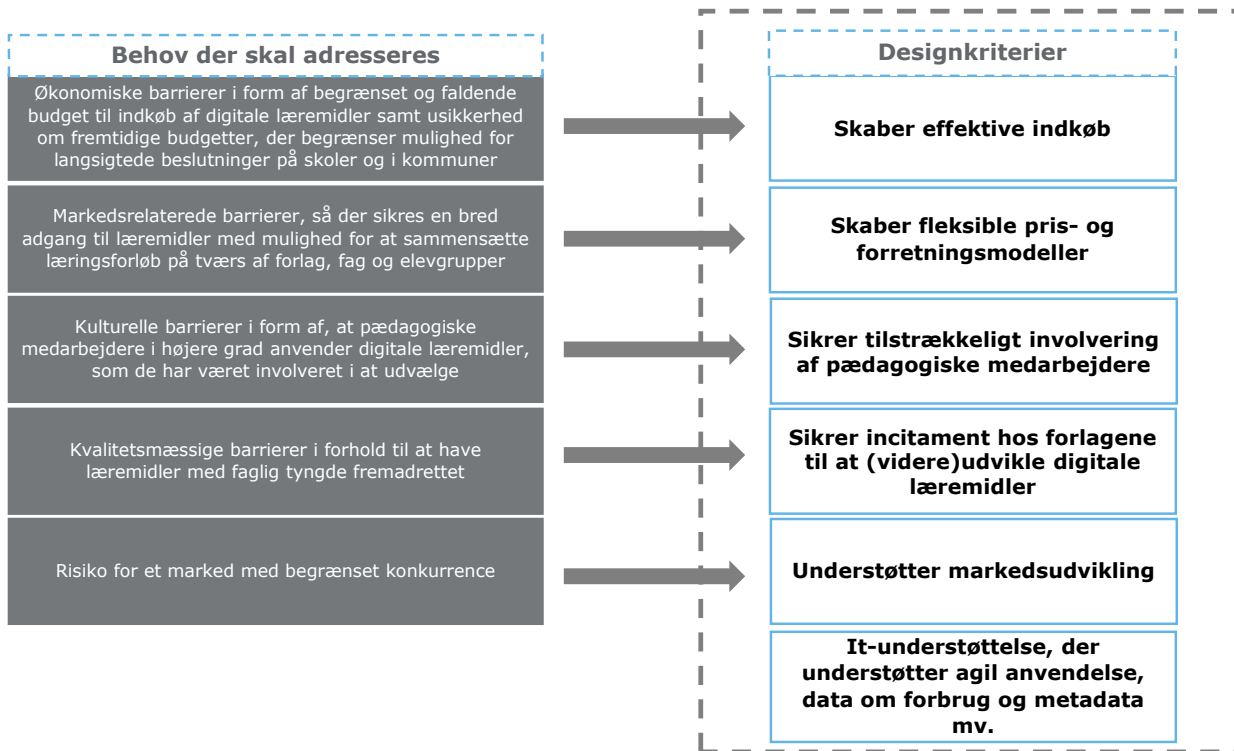 Behov der skal adresseres
Designkriterier
Økonomiske barrierer i form af begrænset og faldende
budget til indkøb af digitale læremidler samt usikkerhed
om fremtidige budgetter, der begrænser mulighed for
langsigtede beslutninger på skoler og i kommuner
Skaber effektive indkøb
Markedsrelaterede barrierer, så der sikres en bred
adgang til læremidler med mulighed for at sammensætte
læringsforløb på tværs af forlag, fag og elevgrupper
Skaber fleksible pris- og
forretningsmodeller
Kulturelle barrierer i form af, at pædagogiske
medarbejdere i højere grad anvender digitale læremidler,
som de har været involveret i at udvælge
Sikrer tilstrækkeligt involvering
af pædagogiske medarbejdere
Kvalitetsmæssige barrierer i forhold til at have
læremidler med faglig tyngde fremadrettet
Sikrer incitament hos forlagene
til at (videre)udvikle digitale
læremidler
Risiko for et marked med begrænset konkurrence
Understøtter markedsudvikling
It-understøttelse, der
understøtter agil anvendelse,
data om forbrug og metadata
mv.